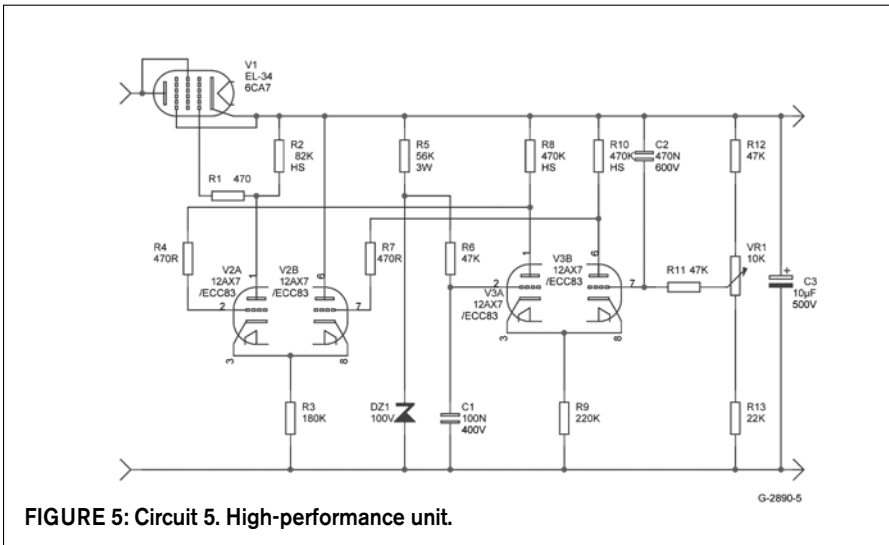 V1
EL-34
6CA7
R2
82K
HS
R1 470
R5
56K
3W
R8
470K
HS
R10
470K
HS
C2
470N
600V
R12
47K
R4
470R
V2A
12AX7
/ECC83
V2B
12AX7
/ECC83
R7
470R
R6
47K
V3B
12AX7
/ECC83
V3A
12AX7
/ECC83
R11 47K
VR1
10K
C3
10µF
500V
+
1
6
2
7
3
8
1
6
2
7
3
8
R3
180K
DZ1
100V
C1
100N
400V
R9
220K
R13
22K
G-2890-5
FIGURE 5: Circuit 5. High-performance unit.